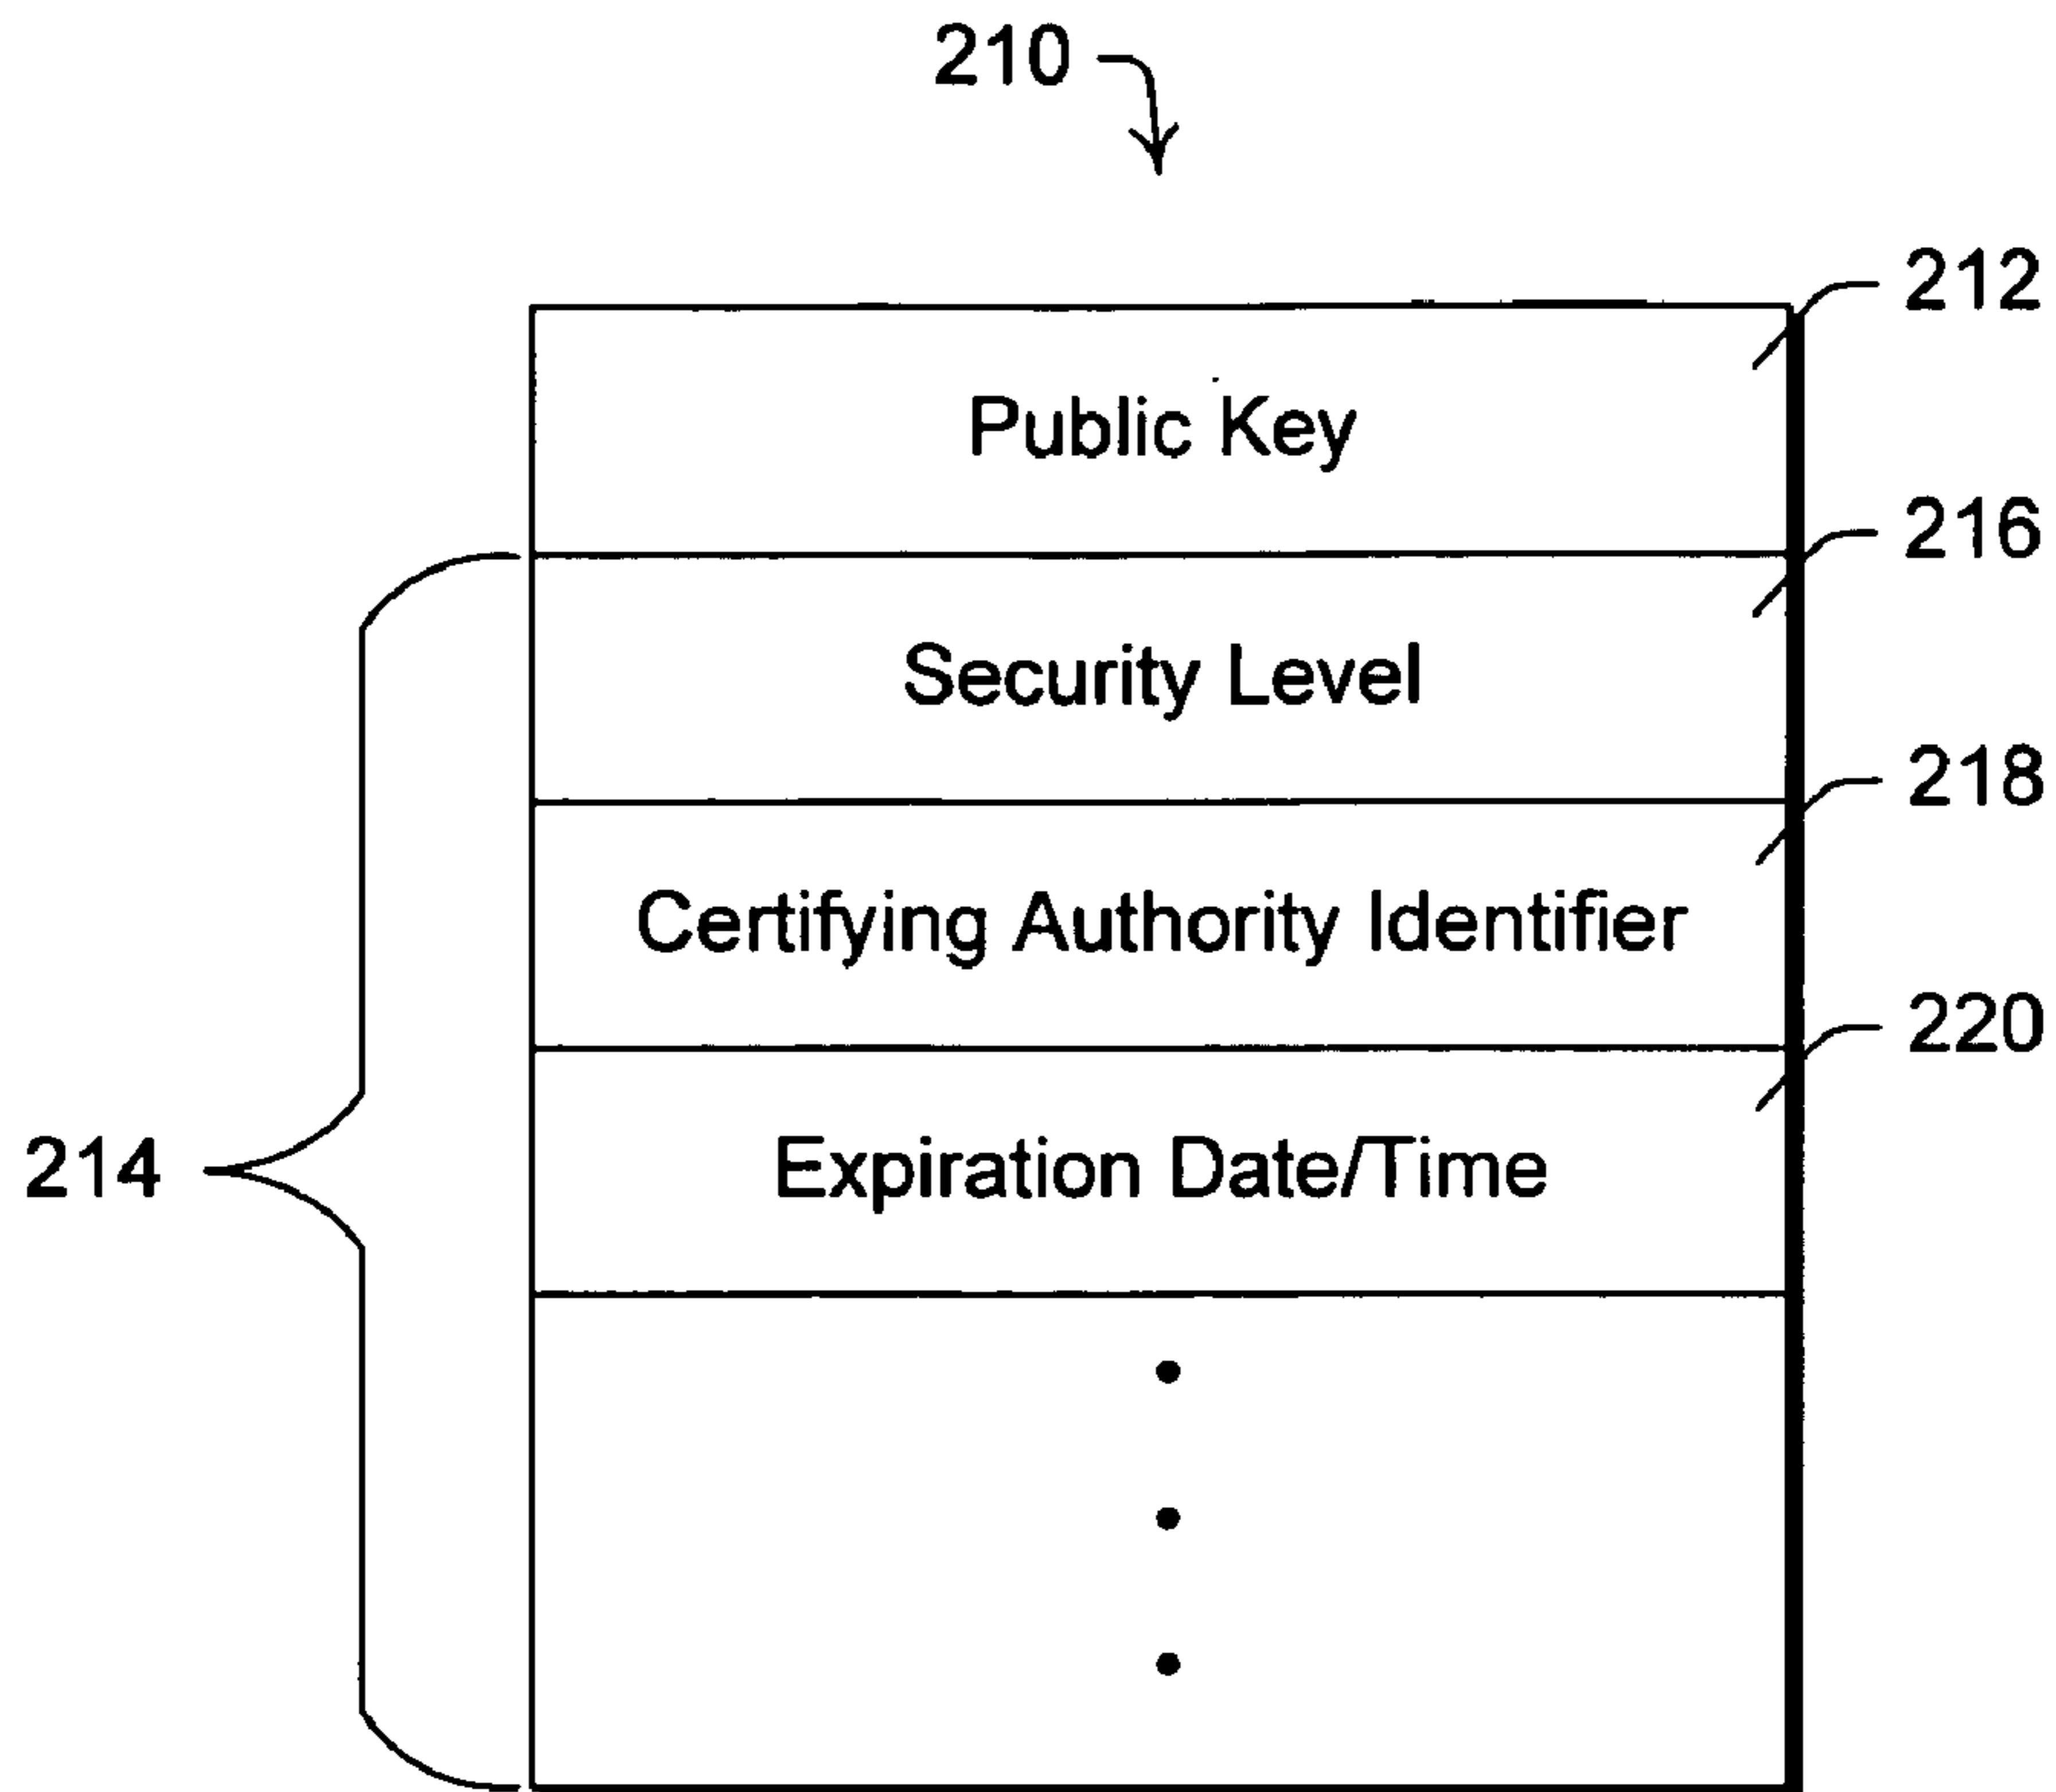 210
212
Public Key
216
Security Level
218
Certifying Authority Identifier
220
214
Expiration Date/Time